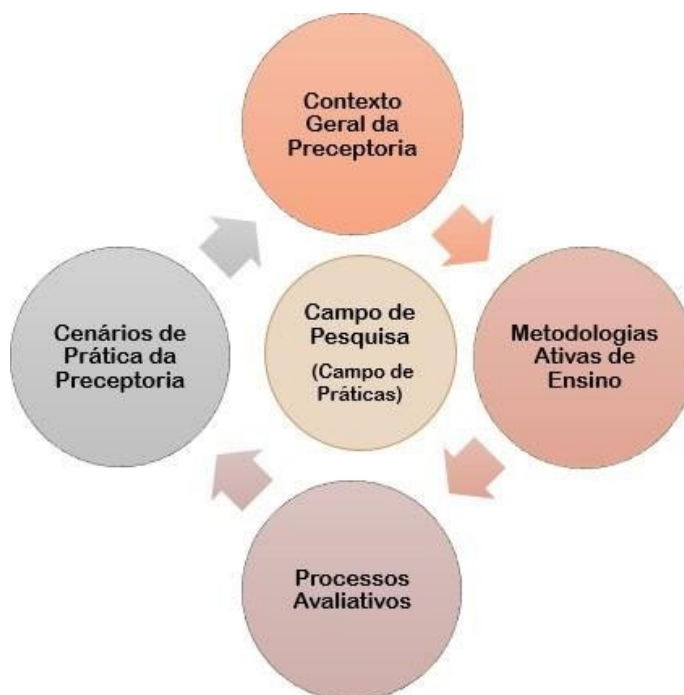 Contexto
Geral da
Preceptoria
Cenários de
Prática da
Preceptoria
Campo de
Pesquisa
(Campo de
Práticas)
Metodologias
Ativas de
Ensino
Processos
Avaliativos